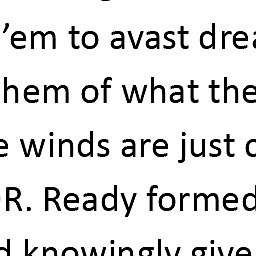 'em to avast drea
hem of what the
e winds are just
R. Ready formed
d knowingly give